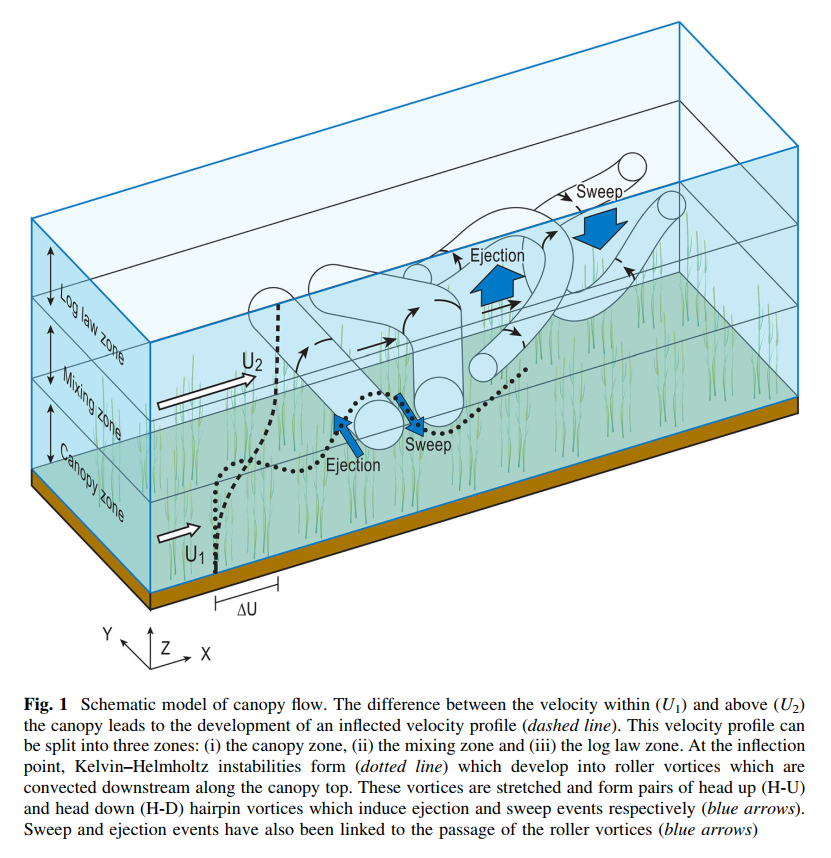 Sweep
Ejection
Log law zone
U2
Mixing zone
Sweep
Ejection
Canopy zone
U1
ΔU
Y
Z
X
Fig. 1 Schematic model of canopy flow. The difference between the velocity within (U1) and above (U2)
the canopy leads to the development of an inflected velocity profile (dashed line). This velocity profile can
be split into three zones: (i) the canopy zone, (ii) the mixing zone and (iii) the log law zone. At the inflection
point, Kelvin–Helmholtz instabilities form (dotted line) which develop into roller vortices which are
convected downstream along the canopy top. These vortices are stretched and form pairs of head up (H-U)
and head down (H-D) hairpin vortices which induce ejection and sweep events respectively (blue arrows).
Sweep and ejection events have also been linked to the passage of the roller vortices (blue arrows)